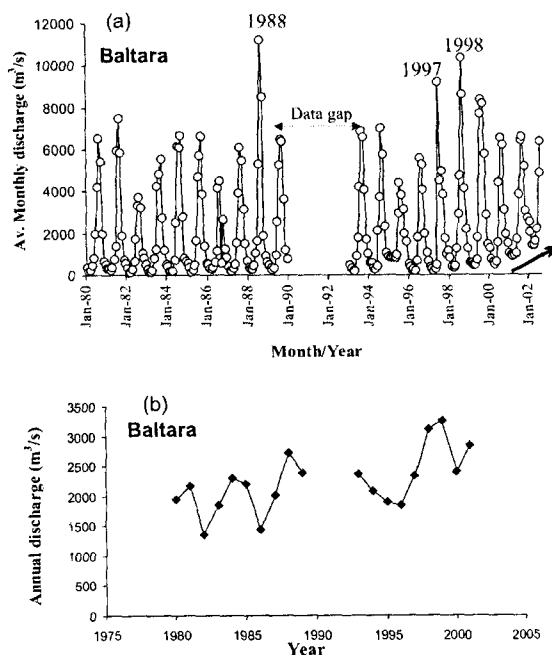 (a)
Baltara
1988
1997
1998
Data gap
Av. Monthly discharge (m³/s)
12000
10000
8000
6000
4000
2000
0
Jan-80
Jan-82
Jan-84
Jan-86
Jan-88
Jan-90
Jan-92
Jan-94
Jan-96
Jan-98
Jan-00
Jan-02
Month/Year
(b)
Baltara
Annual discharge (m³/s)
3500
3000
2500
2000
1500
1000
500
0
1975
1980
1985
1990
1995
2000
2005
Year